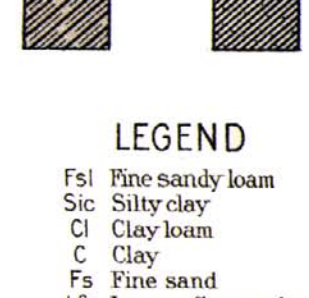 LEGEND
Fsl Fine sandy loam
Sic Silty clay
Cl Clay loam
C Clay
Fs Fine sand